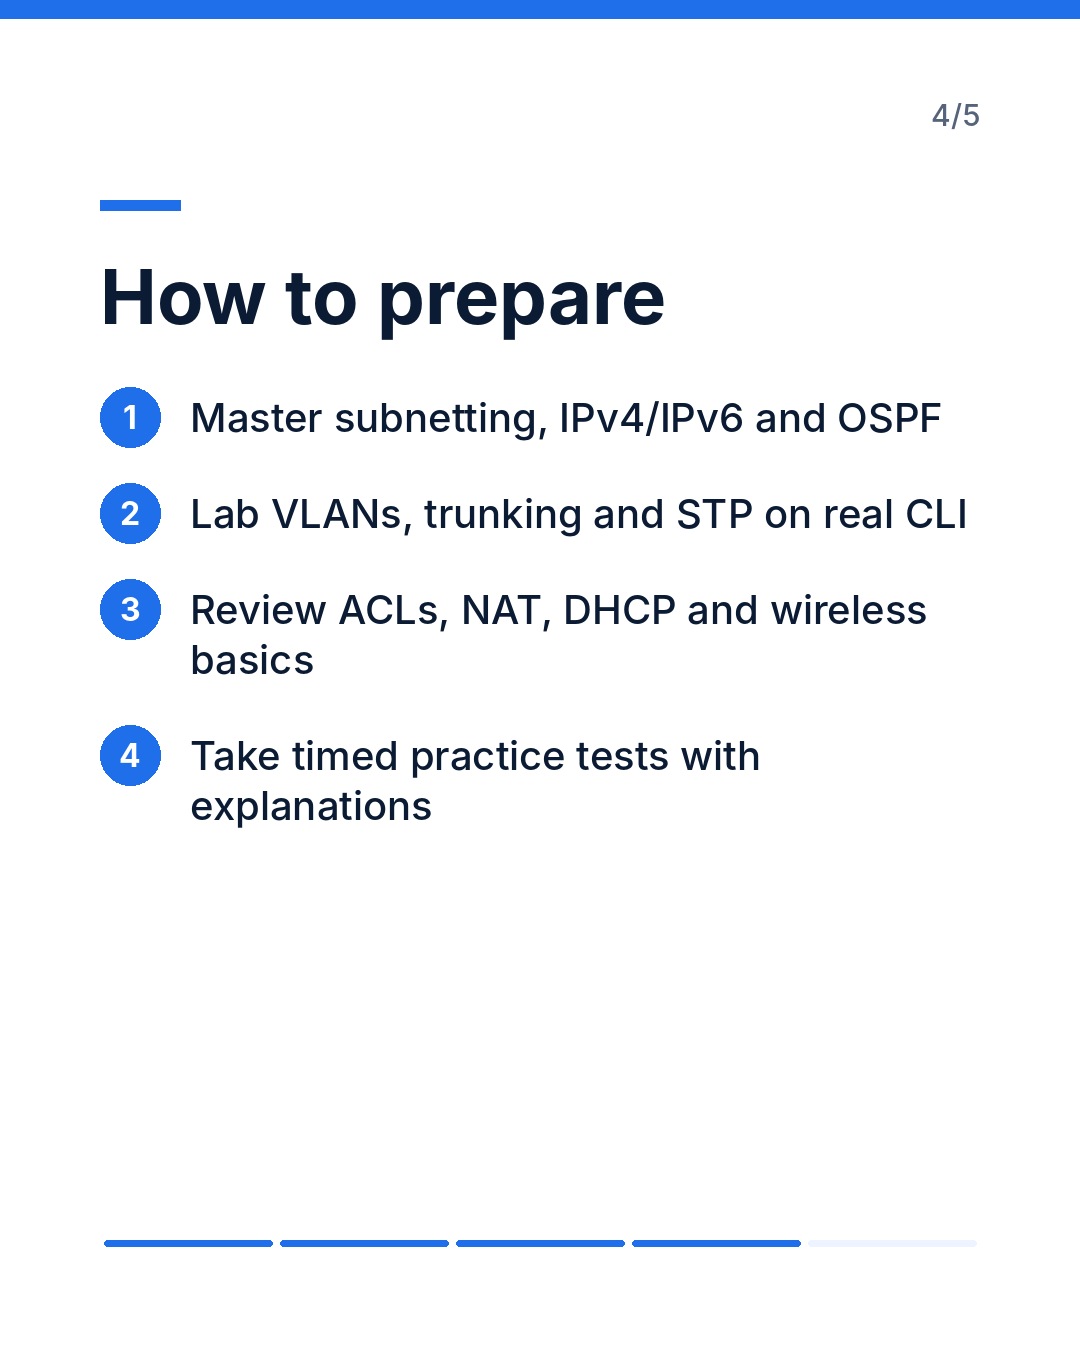 4/5
How to prepare
1 Master subnetting, IPv4/IPv6 and OSPF
2 Lab VLANs, trunking and STP on real CLI
3 Review ACLs, NAT, DHCP and wireless
basics
4 Take timed practice tests with
explanations